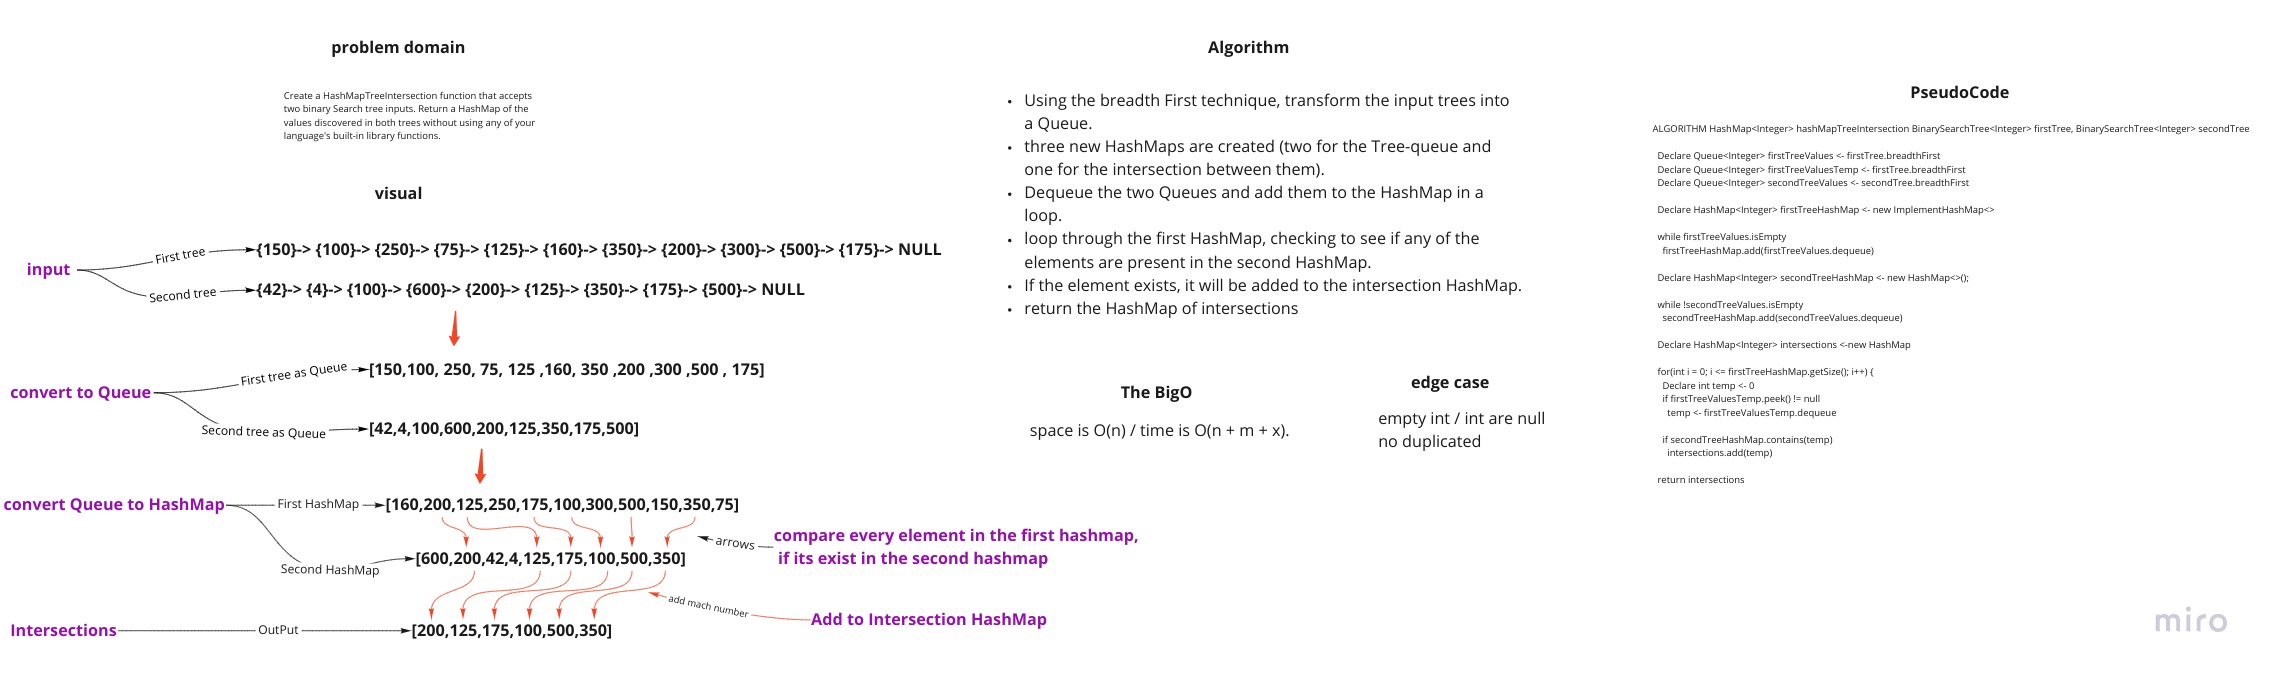 problem domain
Create a HashMapTreeIntersection function that accepts
two binary Search tree inputs. Return a HashMap of the
values discovered in both trees without using any of your
language's built-in library functions.
visual
input
First tree
{150}-> {100}-> {250}-> {75}-> {125}-> {160}-> {350}-> {200}-> {300}-> {500}-> {175}-> NULL
Second tree
{42}-> {4}-> {100}-> {600}-> {200}-> {125}-> {350}-> {175}-> {500}-> NULL
convert to Queue
First tree as Queue
[150,100, 250, 75, 125 ,160, 350 ,200 ,300 ,500 , 175]
Second tree as Queue
[42,4,100,600,200,125,350,175,500]
convert Queue to HashMap
First HashMap
[160,200,125,250,175,100,300,500,150,350,75]
Second HashMap
[600,200,42,4,125,175,100,500,350]
arrows
compare every element in the first hashmap,
if its exist in the second hashmap
add mach number
Add to Intersection HashMap
Intersections
OutPut
[200,125,175,100,500,350]
Algorithm
• Using the breadth First technique, transform the input trees into
a Queue.
• three new HashMaps are created (two for the Tree-queue and
one for the intersection between them).
• Dequeue the two Queues and add them to the HashMap in a
loop.
• loop through the first HashMap, checking to see if any of the
elements are present in the second HashMap.
• If the element exists, it will be added to the intersection HashMap.
• return the HashMap of intersections
The BigO
space is O(n) / time is O(n + m + x).
edge case
empty int / int are null
no duplicated
PseudoCode
ALGORITHM HashMap<Integer> hashMapTreeIntersection BinarySearchTree<Integer> firstTree, BinarySearchTree<Integer> secondTree
Declare Queue<Integer> firstTreeValues <- firstTree.breadthFirst
Declare Queue<Integer> firstTreeValuesTemp <- firstTree.breadthFirst
Declare Queue<Integer> secondTreeValues <- secondTree.breadthFirst
Declare HashMap<Integer> firstTreeHashMap <- new ImplementHashMap<>
while firstTreeValues.isEmpty
firstTreeHashMap.add(firstTreeValues.dequeue)
Declare HashMap<Integer> secondTreeHashMap <- new HashMap<>();
while !secondTreeValues.isEmpty
secondTreeHashMap.add(secondTreeValues.dequeue)
Declare HashMap<Integer> intersections <-new HashMap
for(int i = 0; i <= firstTreeHashMap.getSize(); i++) {
Declare int temp <- 0
if firstTreeValuesTemp.peek() != null
temp <- firstTreeValuesTemp.dequeue
if secondTreeHashMap.contains(temp)
intersections.add(temp)
return intersections
miro